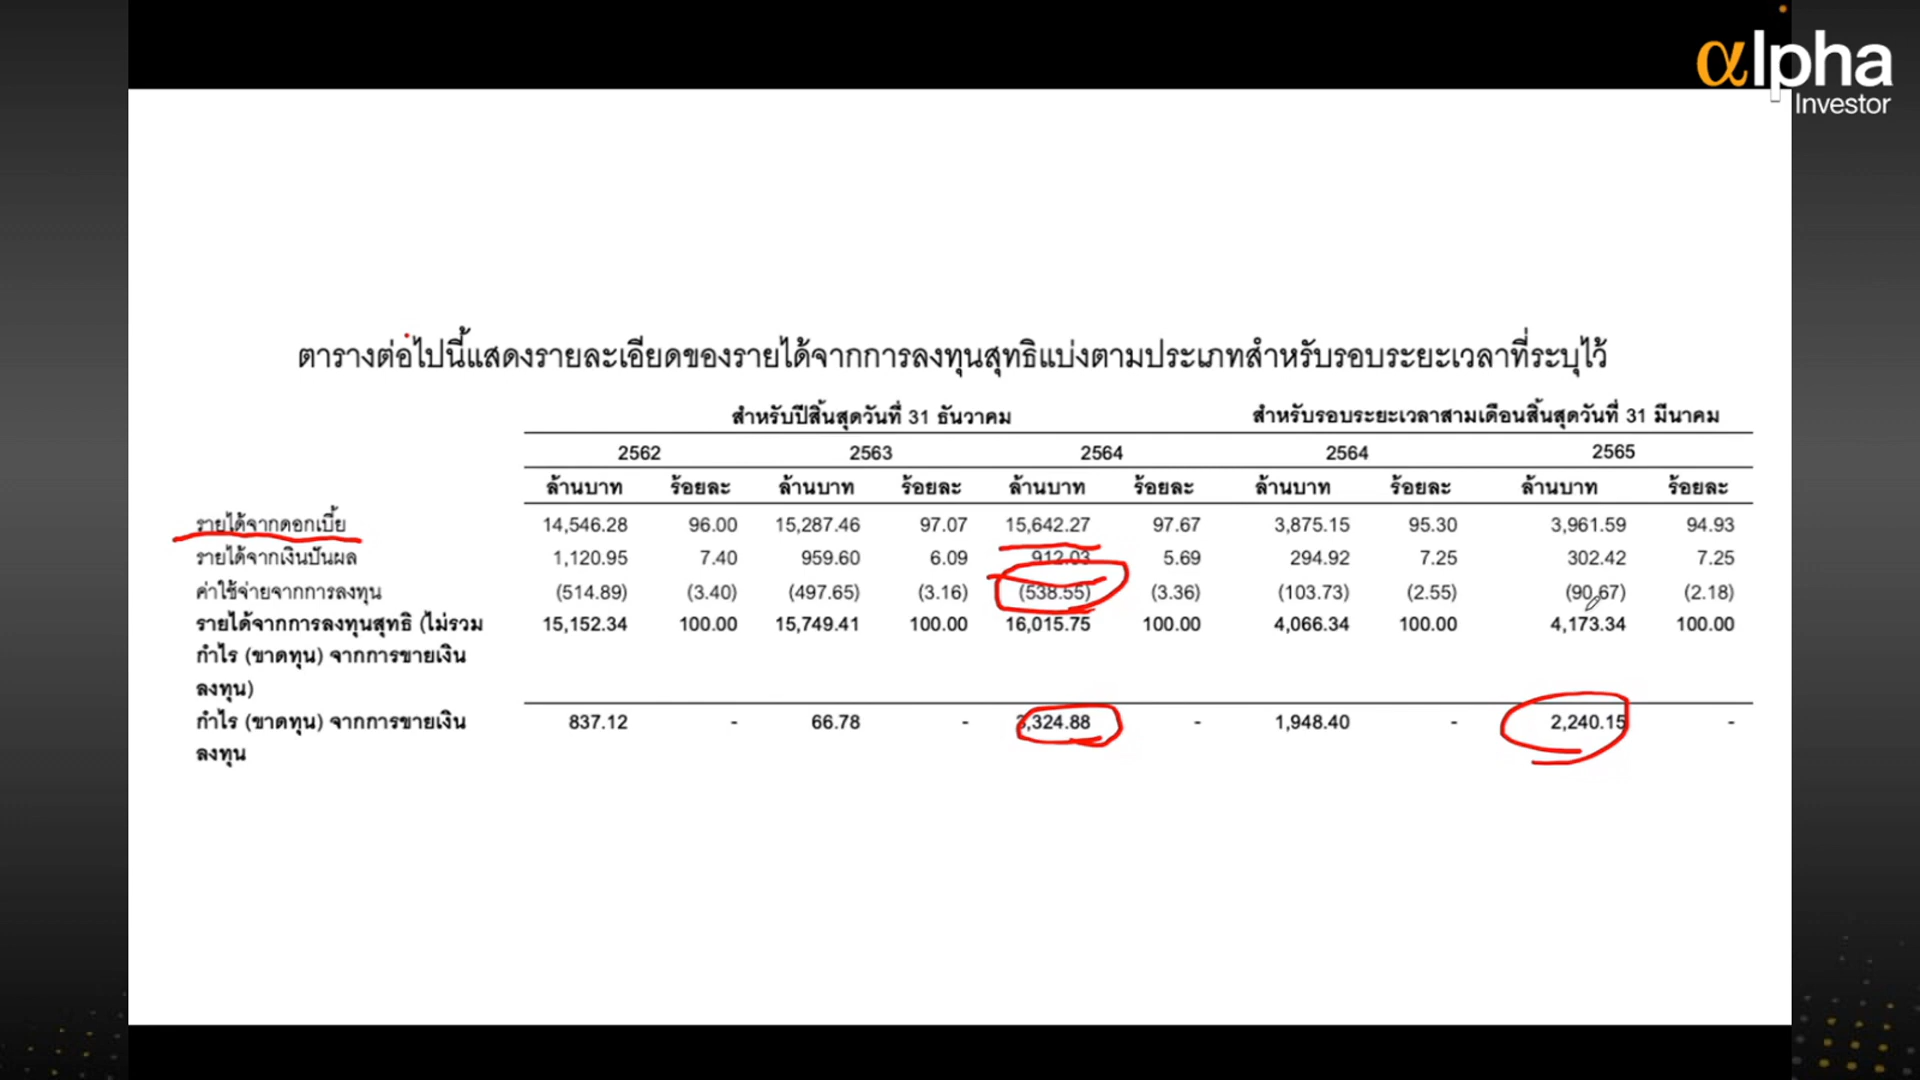 αlpha
Investor
ตารางต่อไปนี้แสดงรายละเอียดของรายได้จากการลงทุนสุทธิแบ่งตามประเภทสำหรับรอบระยะเวลาที่ระบุไว้
สำหรับปีสิ้นสุดวันที่ 31 ธันวาคม สำหรับรอบระยะเวลาสามเดือนสิ้นสุดวันที่ 31 มีนาคม
2562 2563 2564 2564 2565
ล้านบาท ร้อยละ ล้านบาท ร้อยละ ล้านบาท ร้อยละ ล้านบาท ร้อยละ ล้านบาท ร้อยละ
รายได้จากดอกเบี้ย 14,546.28 96.00 15,287.46 97.07 15,642.27 97.67 3,875.15 95.30 3,961.59 94.93
รายได้จากเงินปันผล 1,120.95 7.40 959.60 6.09 912.03 5.69 294.92 7.25 302.42 7.25
ค่าใช้จ่ายจากการลงทุน (514.89) (3.40) (497.65) (3.16) (538.55) (3.36) (103.73) (2.55) (90.67) (2.18)
รายได้จากการลงทุนสุทธิ (ไม่รวม 15,152.34 100.00 15,749.41 100.00 16,015.75 100.00 4,066.34 100.00 4,173.34 100.00
กำไร (ขาดทุน) จากการขายเงิน
ลงทุน)
กำไร (ขาดทุน) จากการขายเงิน 837.12 - 66.78 - ,324.88 - 1,948.40 - 2,240.15 -
ลงทุน